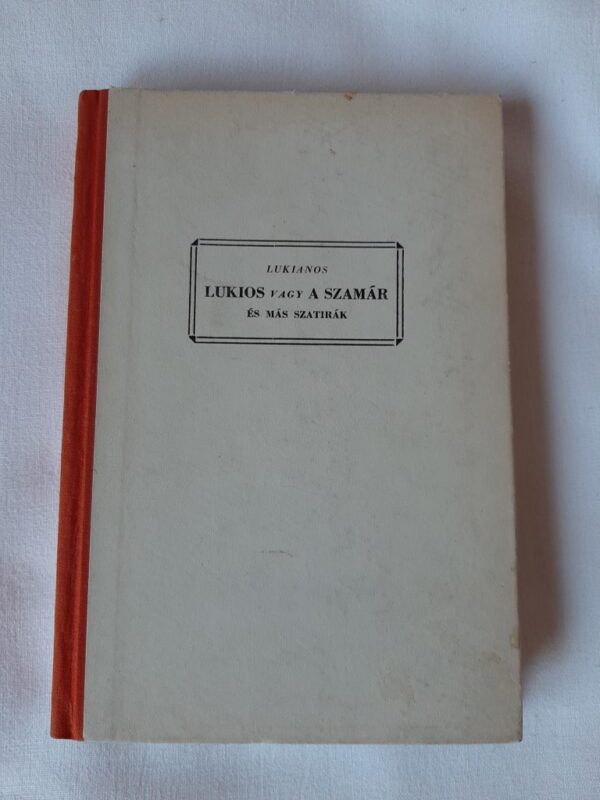 LUKIANOS
LUKIOS VAGY A SZAMÁR
ÉS MÁS SZATIRÁK